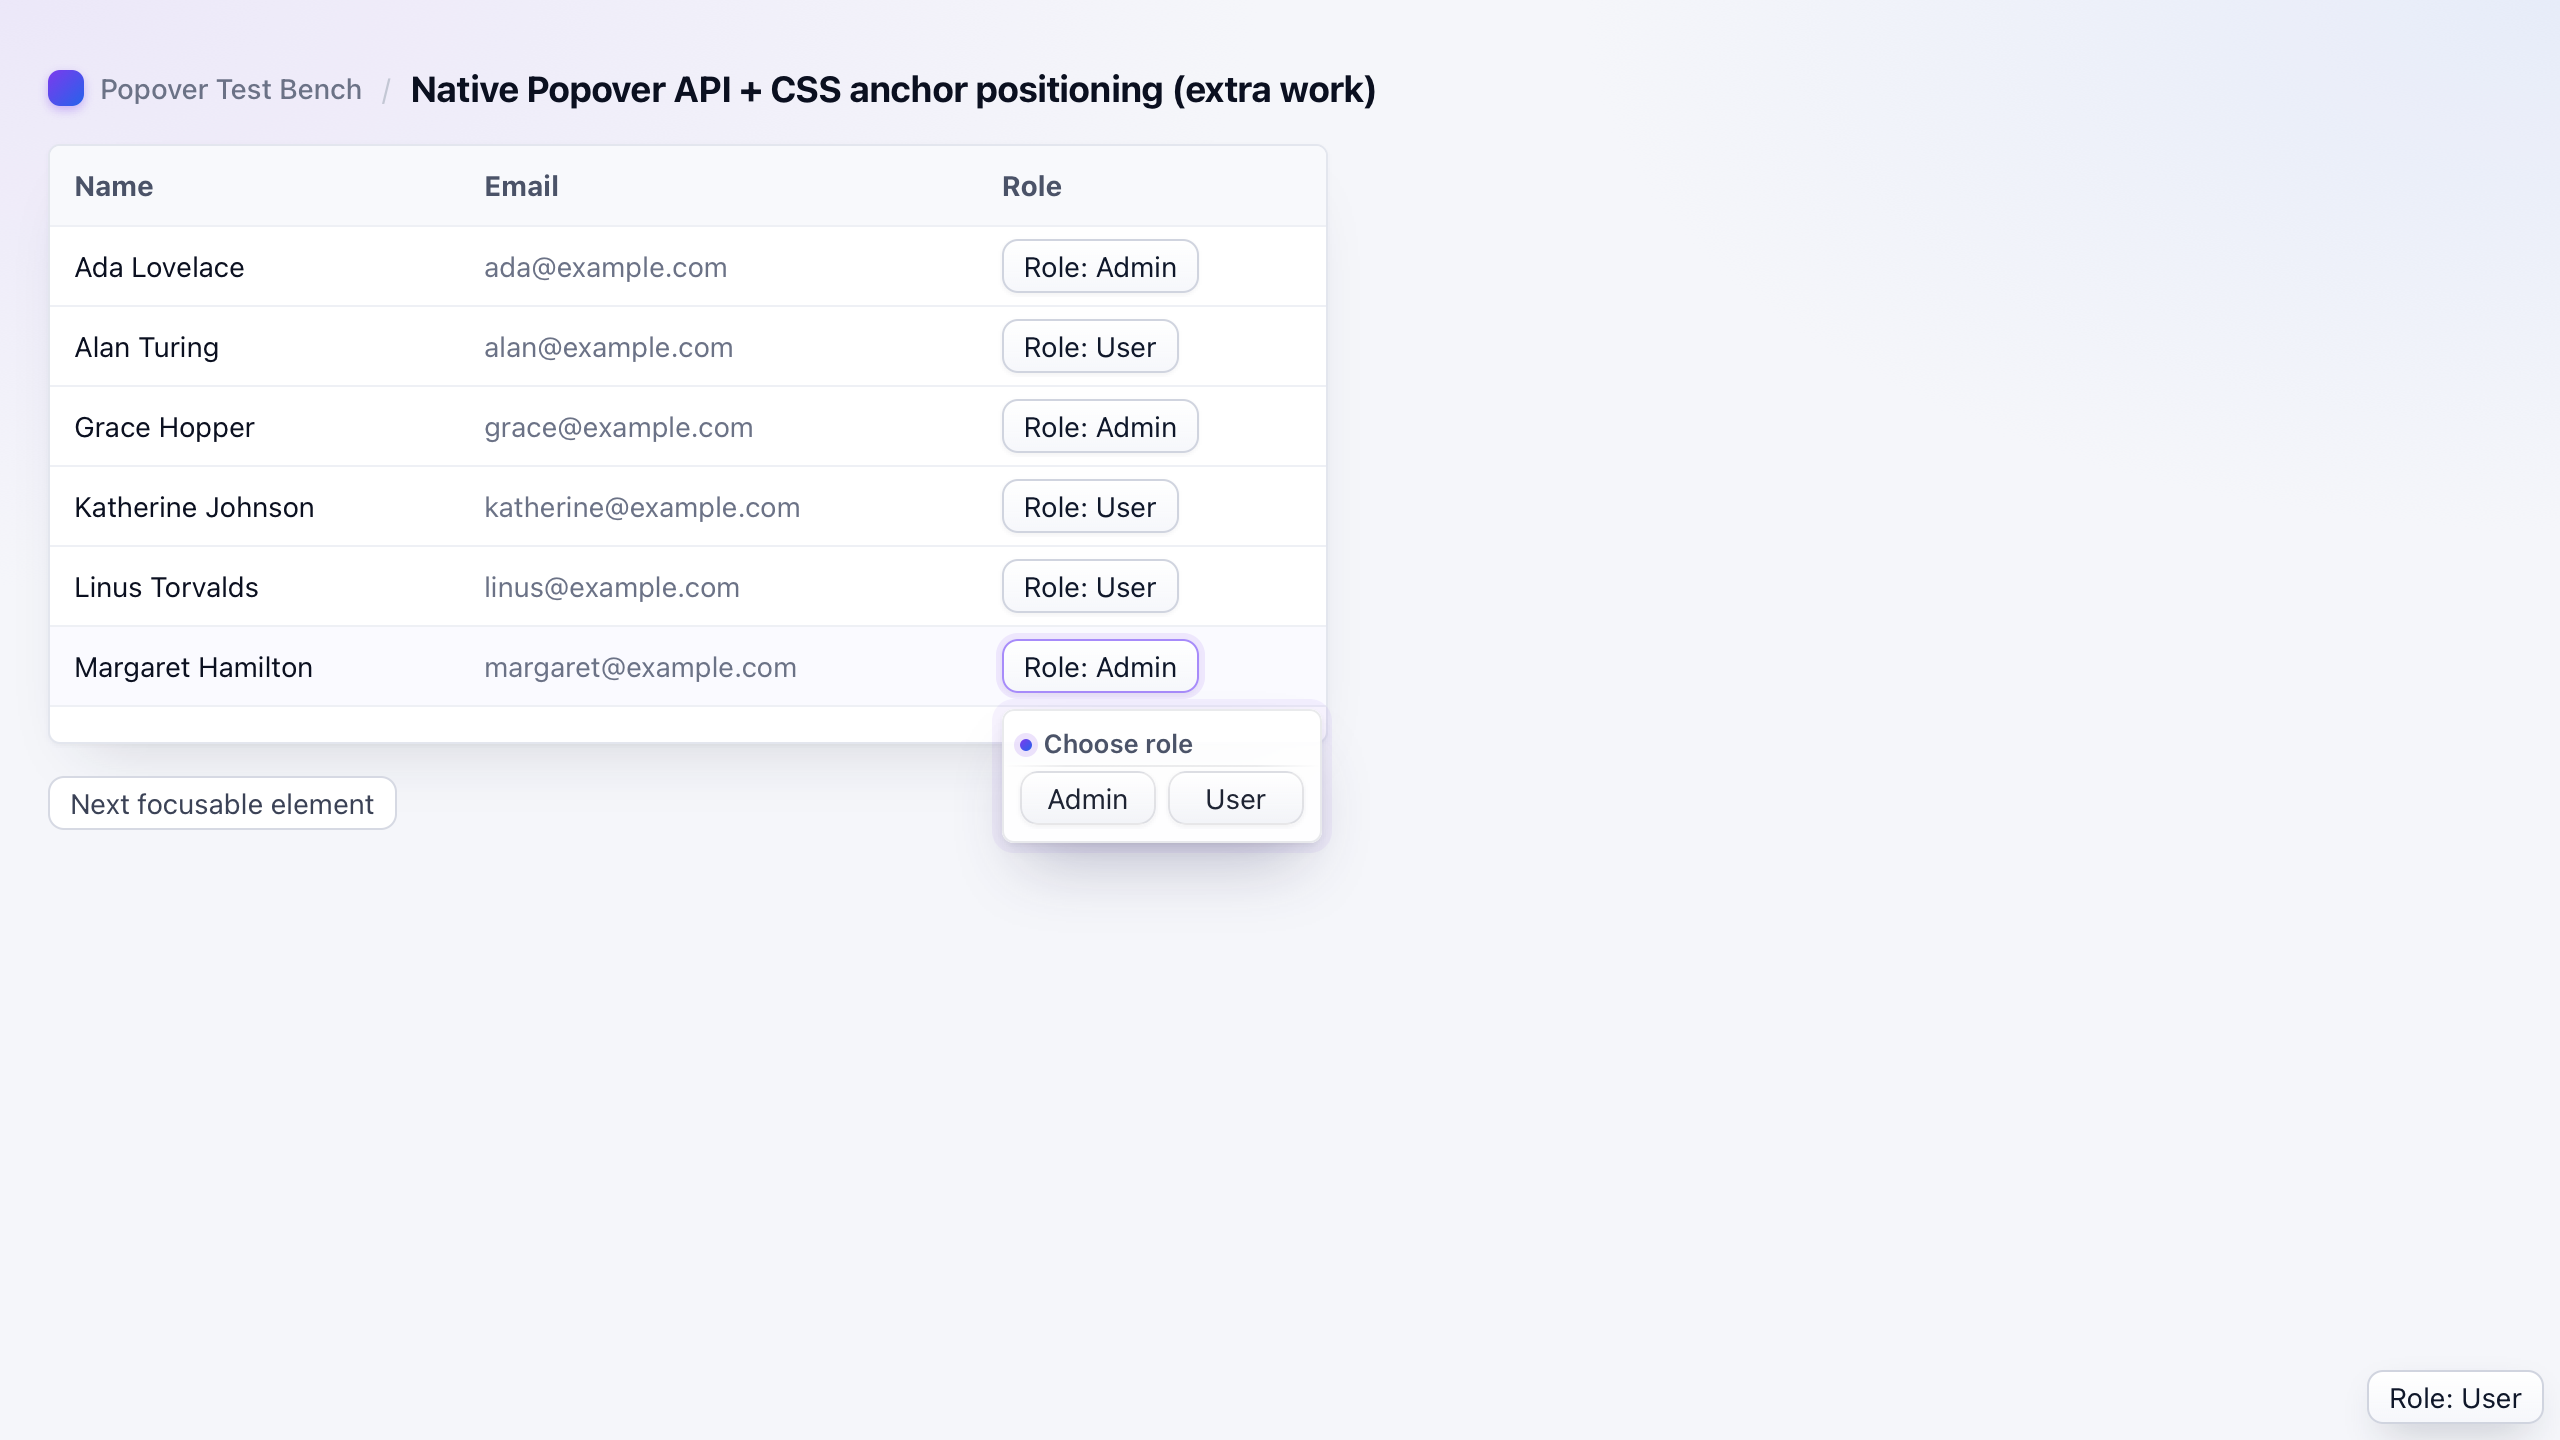 Popover Test Bench / Native Popover API + CSS anchor positioning (extra work)
Name Email Role
Ada Lovelace ada@example.com Role: Admin
Alan Turing alan@example.com Role: User
Grace Hopper grace@example.com Role: Admin
Katherine Johnson katherine@example.com Role: User
Linus Torvalds linus@example.com Role: User
Margaret Hamilton margaret@example.com Role: Admin
Choose role
Admin User
Next focusable element
Role: User